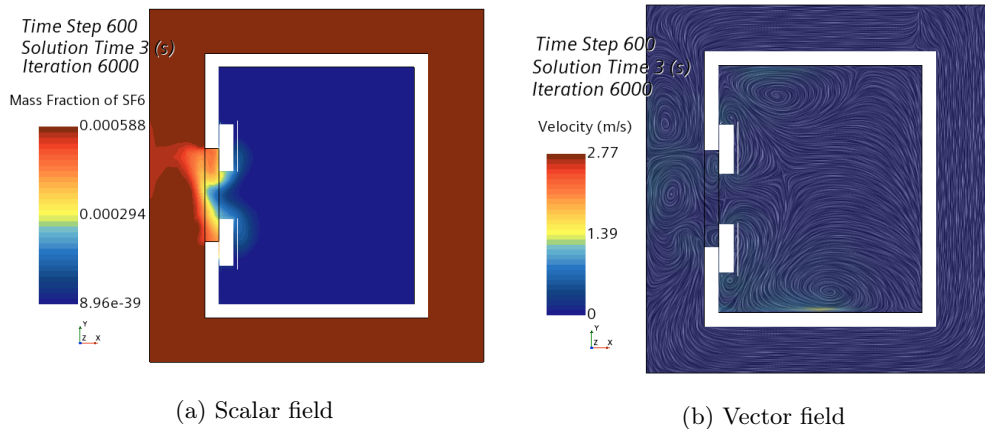 Time Step 600
Solution Time 3 (s)
Iteration 6000
Mass Fraction of SF6
0.000588
0.000294
8.96e-39
Y
Z X
(a) Scalar field
Time Step 600
Solution Time 3 (s)
Iteration 6000
Velocity (m/s)
2.77
1.39
0
Y
Z X
(b) Vector field